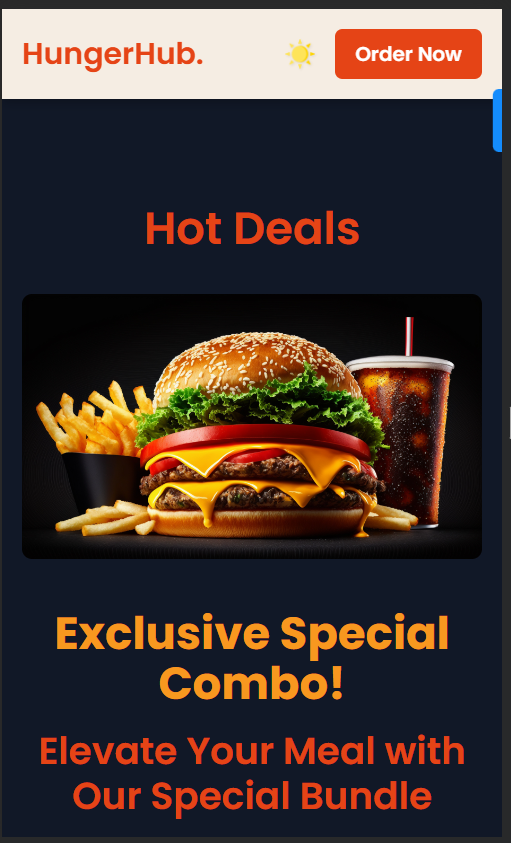 HungerHub.
Order Now
Hot Deals
Exclusive Special
Combo!
Elevate Your Meal with
Our Special Bundle